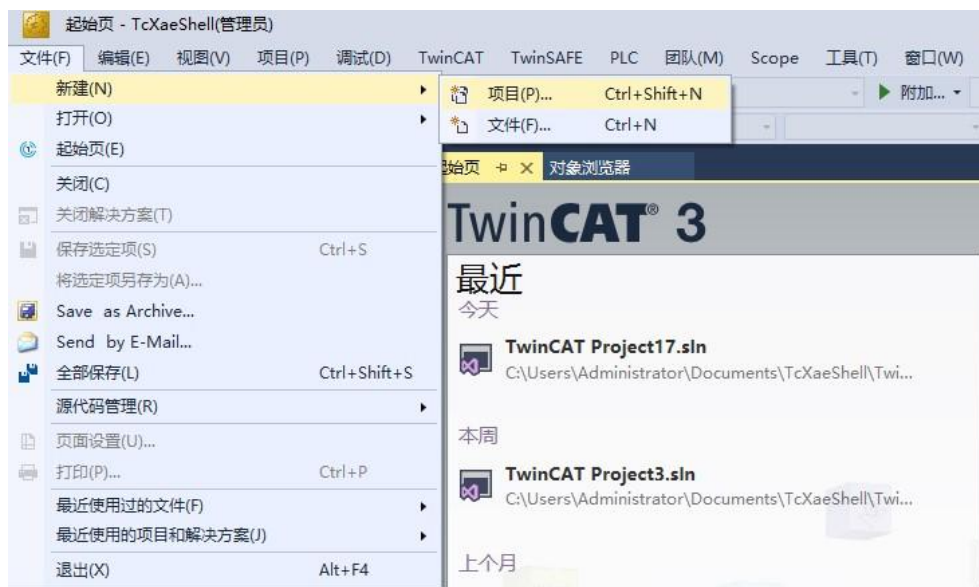 起始页 - TcXaeShell(管理员)
文件(F) 编辑(E) 视图(V) 项目(P) 调试(D) TwinCAT TwinSAFE PLC 团队(M) Scope 工具(T) 窗口(W)
新建(N)
项目(P)... Ctrl+Shift+N
附加...
打开(O)
文件(F)... Ctrl+N
起始页(E)
起始页 对象浏览器
关闭(C)
关闭解决方案(T)
TwinCAT® 3
保存选定项(S) Ctrl+S
将选定项另存为(A)...
最近
今天
Save as Archive...
Send by E-Mail...
TwinCAT Project17.sln
全部保存(L) Ctrl+Shift+S
C:\Users\Administrator\Documents\TcXaeShell\Twi...
源代码管理(R)
页面设置(U)...
本周
打印(P)... Ctrl+P
TwinCAT Project3.sln
C:\Users\Administrator\Documents\TcXaeShell\Twi...
最近使用过的文件(F)
最近使用的项目和解决方案(J)
上个月
退出(X) Alt+F4